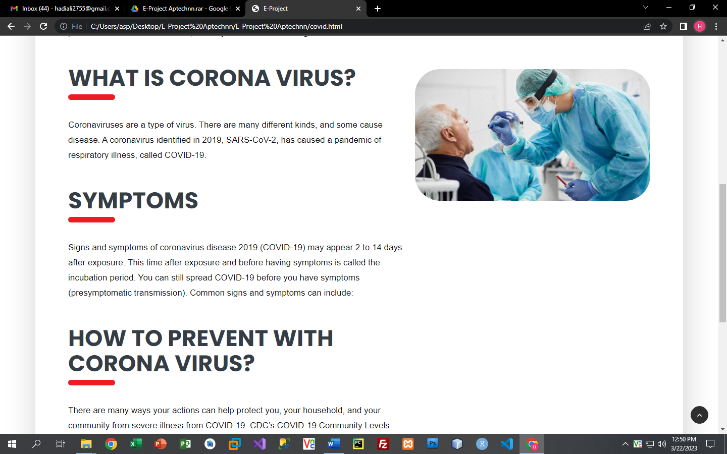 Inbox (44) - hadiali2755@gmail.
E-Project Aptechnn.rar - Google
E-Project
File
C:/Users/asp/Desktop/E-Project%20Aptechnn/E-Project%20Aptechnn/covid.html
WHAT IS CORONA VIRUS?
Coronaviruses are a type of virus. There are many different kinds, and some cause
disease. A coronavirus identified in 2019, SARS-CoV-2, has caused a pandemic of
respiratory illness, called COVID-19.
SYMPTOMS
Signs and symptoms of coronavirus disease 2019 (COVID-19) may appear 2 to 14 days
after exposure. This time after exposure and before having symptoms is called the
incubation period. You can still spread COVID-19 before you have symptoms
(presymptomatic transmission). Common signs and symptoms can include:
HOW TO PREVENT WITH
CORONA VIRUS?
There are many ways your actions can help protect you, your household, and your
community from severe illness from COVID-19. CDC's COVID-19 Community Levels
12:50 PM
3/22/2023